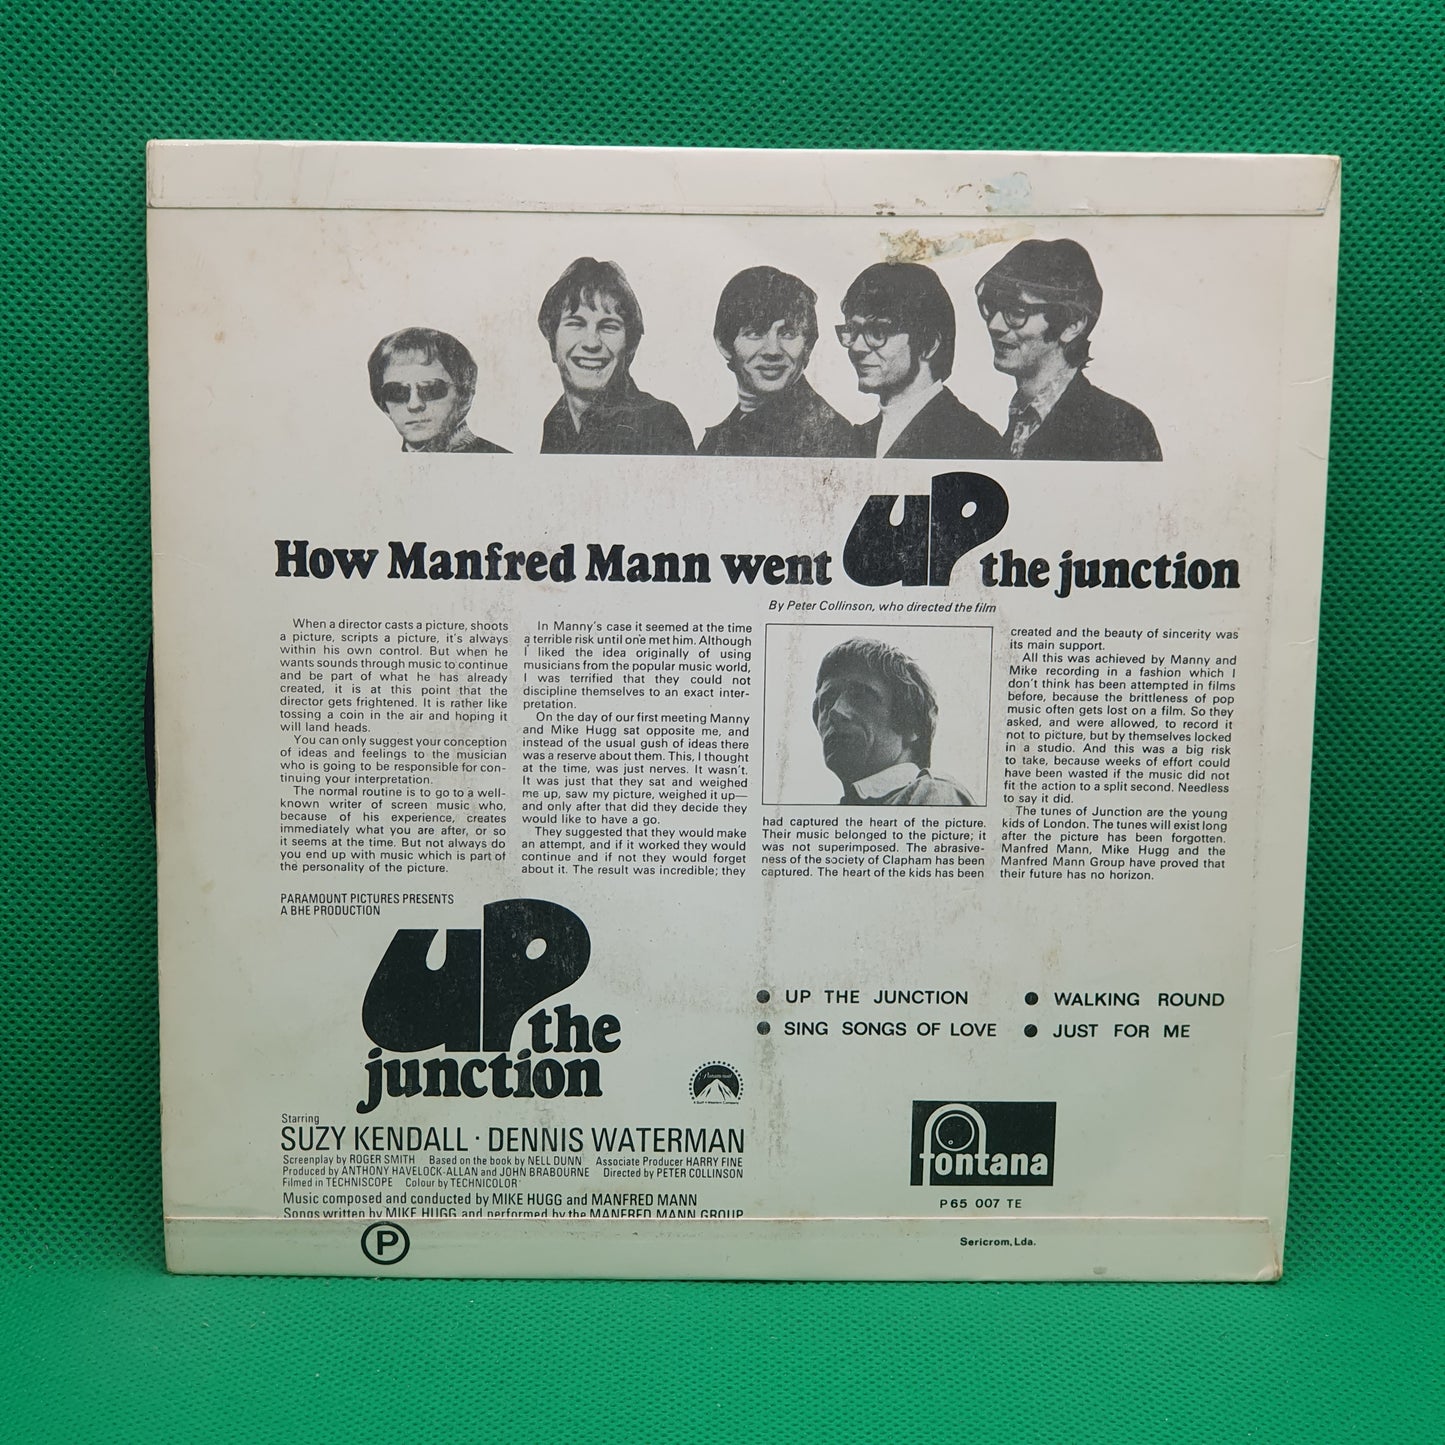 How Manfred Mann went UP the junction
By Peter Collinson, who directed the film
When a director casts a picture, shoots
a picture, scripts a picture, it's always
within his own control. But when he
wants sounds through music to continue
and be part of what he has already
created, it is at this point that the
director gets frightened. It is rather like
tossing a coin in the air and hoping it
will land heads.
You can only suggest your conception
of ideas and feelings to the musician
who is going to be responsible for con-
tinuing your interpretation.
The normal routine is to go to a well-
known writer of screen music who,
because of his experience, creates
immediately what you are after, or so
it seems at the time. But not always do
you end up with music which is part of
the personality of the picture.
In Manny's case it seemed at the time
a terrible risk until one met him. Although
I liked the idea originally of using
musicians from the popular music world,
I was terrified that they could not
discipline themselves to an exact inter-
pretation.
On the day of our first meeting Manny
and Mike Hugg sat opposite me, and
instead of the usual gush of ideas there
was a reserve about them. This, I thought
at the time, was just nerves. It wasn't.
It was just that they sat and weighed
me up, saw my picture, weighed it up—
and only after that did they decide they
would like to have a go.
They suggested that they would make
an attempt, and if it worked they would
continue and if not they would forget
about it. The result was incredible; they
had captured the heart of the picture.
Their music belonged to the picture; it
was not superimposed. The abrasive-
ness of the society of Clapham has been
captured. The heart of the kids has been
created and the beauty of sincerity was
its main support.
All this was achieved by Manny and
Mike recording in a fashion which I
don't think has been attempted in films
before, because the brittleness of pop
music often gets lost on a film. So they
asked, and were allowed, to record it
not to picture, but by themselves locked
in a studio. And this was a big risk
to take, because weeks of effort could
have been wasted if the music did not
fit the action to a split second. Needless
to say it did.
The tunes of Junction are the young
kids of London. The tunes will exist long
after the picture has been forgotten.
Manfred Mann, Mike Hugg and the
Manfred Mann Group have proved that
their future has no horizon.
PARAMOUNT PICTURES PRESENTS
A BHE PRODUCTION
UP the
junction
Paramount
A Gulf + Western Company
Starring
SUZY KENDALL · DENNIS WATERMAN
Screenplay by ROGER SMITH Based on the book by NELL DUNN Associate Producer HARRY FINE
Produced by ANTHONY HAVELOCK-ALLAN and JOHN BRABOURNE Directed by PETER COLLINSON
Filmed in TECHNISCOPE Colour by TECHNICOLOR
Music composed and conducted by MIKE HUGG and MANFRED MANN
Songs written by MIKE HUGG and performed by the MANFRED MANN GROUP
P
● UP THE JUNCTION ● WALKING ROUND
● SING SONGS OF LOVE ● JUST FOR ME
fontana
P 65 007 TE
Sericrom, Lda.